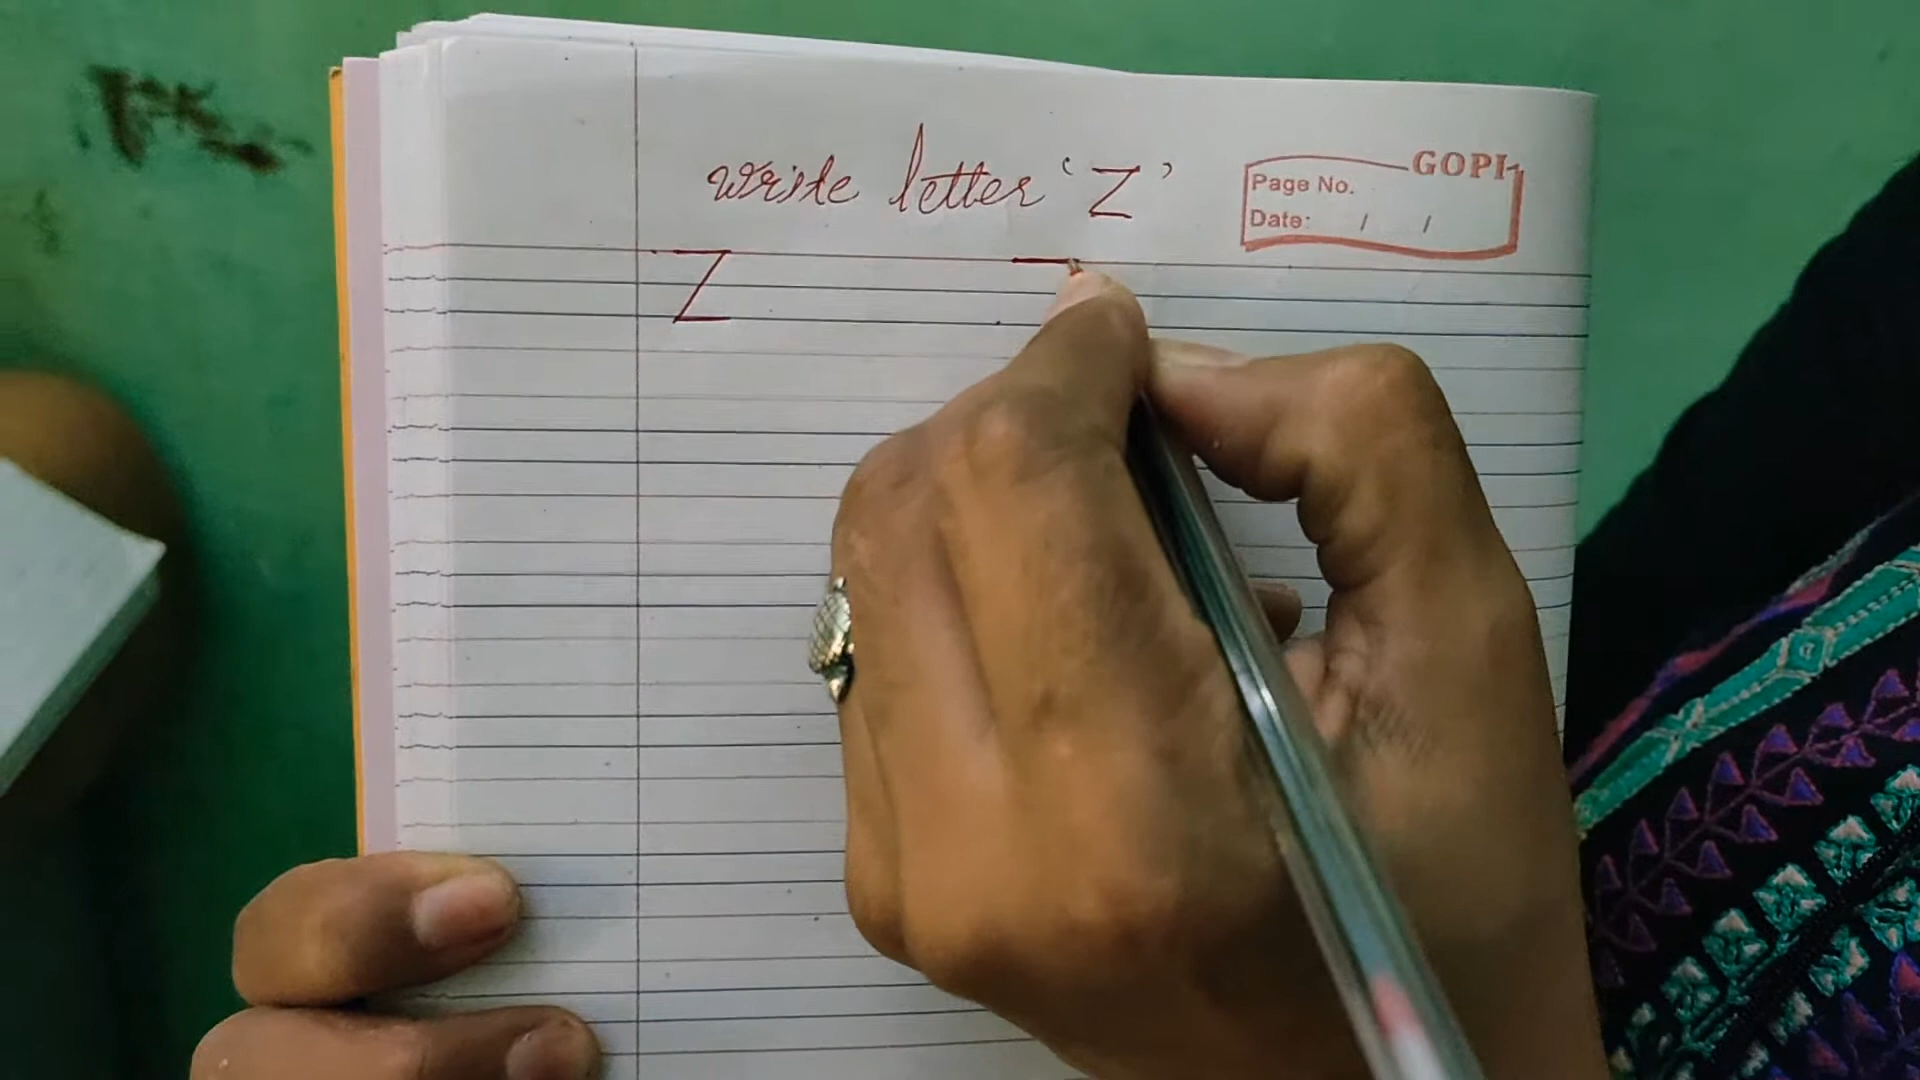 write letter ‘Z’
GOPI
Page No.
Date: / /
Z